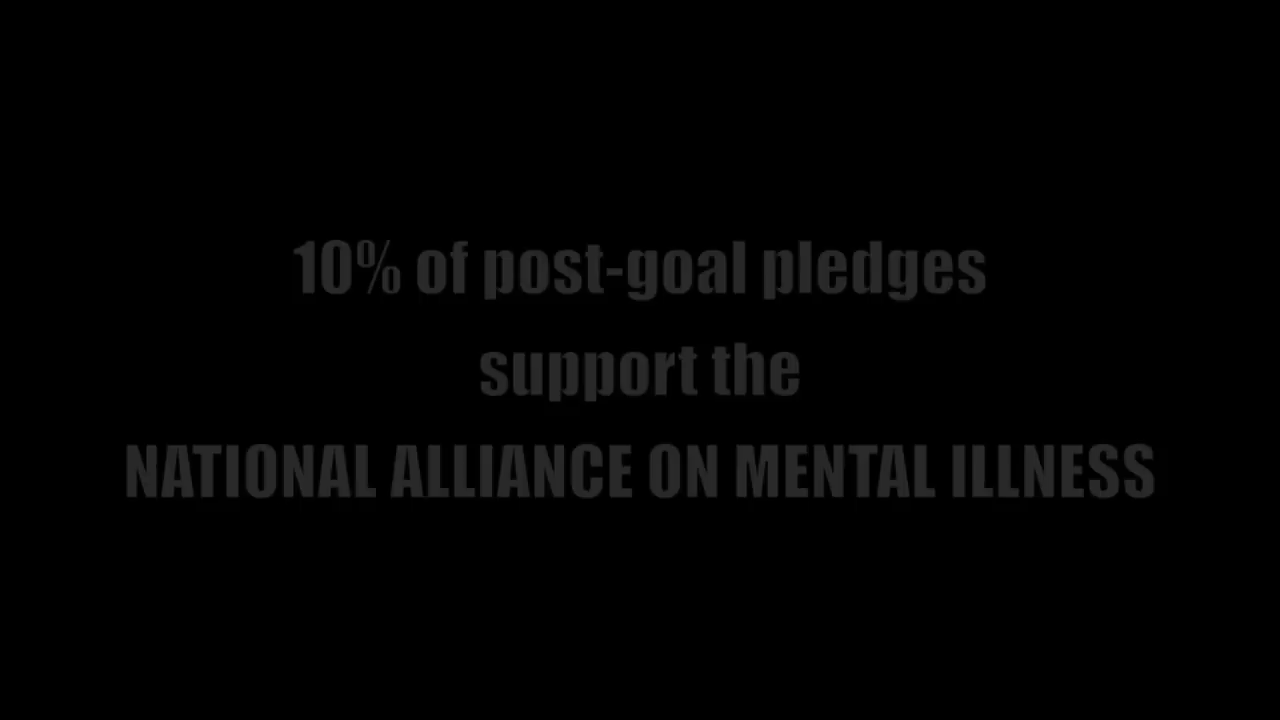 10% of post-goal pledges
support the
NATIONAL ALLIANCE ON MENTAL ILLNESS